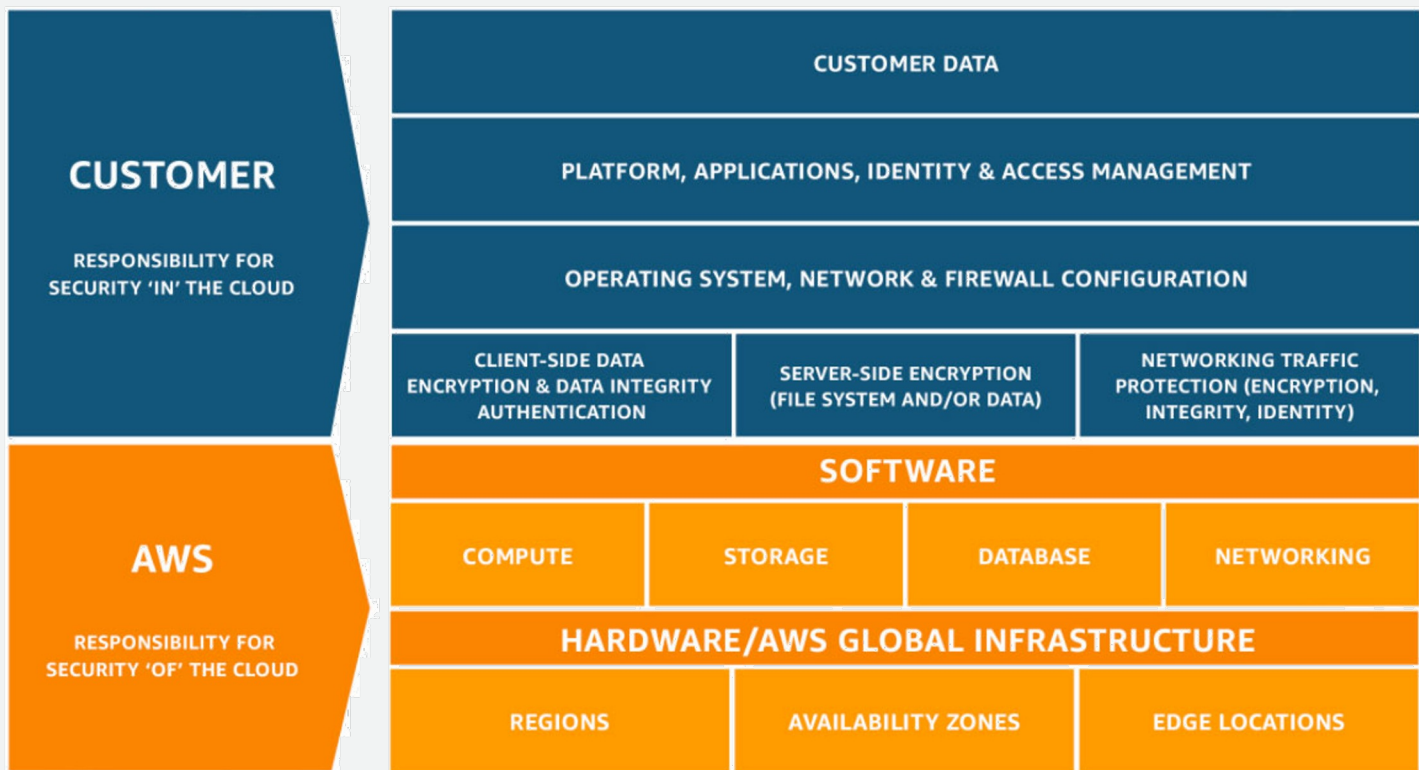 CUSTOMER
RESPONSIBILITY FOR
SECURITY ‘IN’ THE CLOUD
CUSTOMER DATA
PLATFORM, APPLICATIONS, IDENTITY & ACCESS MANAGEMENT
OPERATING SYSTEM, NETWORK & FIREWALL CONFIGURATION
CLIENT-SIDE DATA
ENCRYPTION & DATA INTEGRITY
AUTHENTICATION
SERVER-SIDE ENCRYPTION
(FILE SYSTEM AND/OR DATA)
NETWORKING TRAFFIC
PROTECTION (ENCRYPTION,
INTEGRITY, IDENTITY)
AWS
RESPONSIBILITY FOR
SECURITY ‘OF’ THE CLOUD
SOFTWARE
COMPUTE
STORAGE
DATABASE
NETWORKING
HARDWARE/AWS GLOBAL INFRASTRUCTURE
REGIONS
AVAILABILITY ZONES
EDGE LOCATIONS